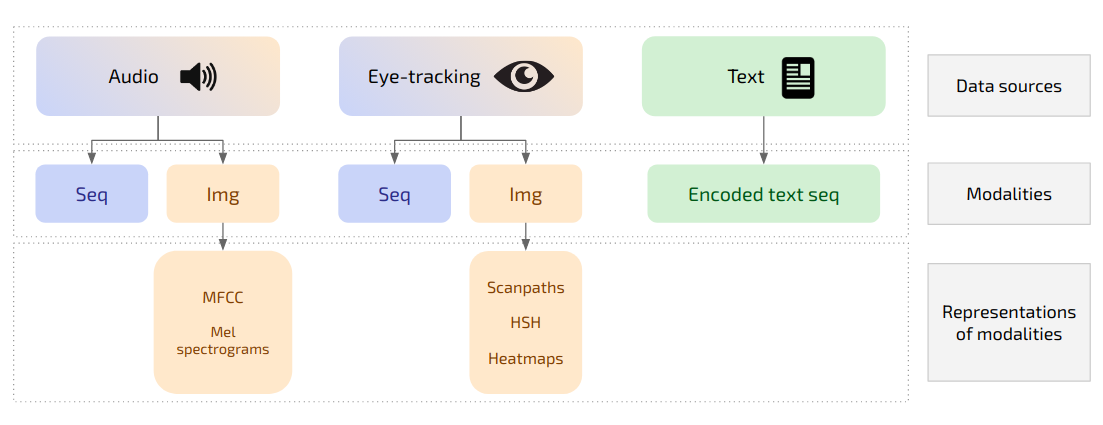 Audio
Eye-tracking
Text
Data sources
Seq
Img
Seq
Img
Encoded text seq
Modalities
MFCC
Mel
spectrograms
Scanpaths
HSH
Heatmaps
Representations
of modalities